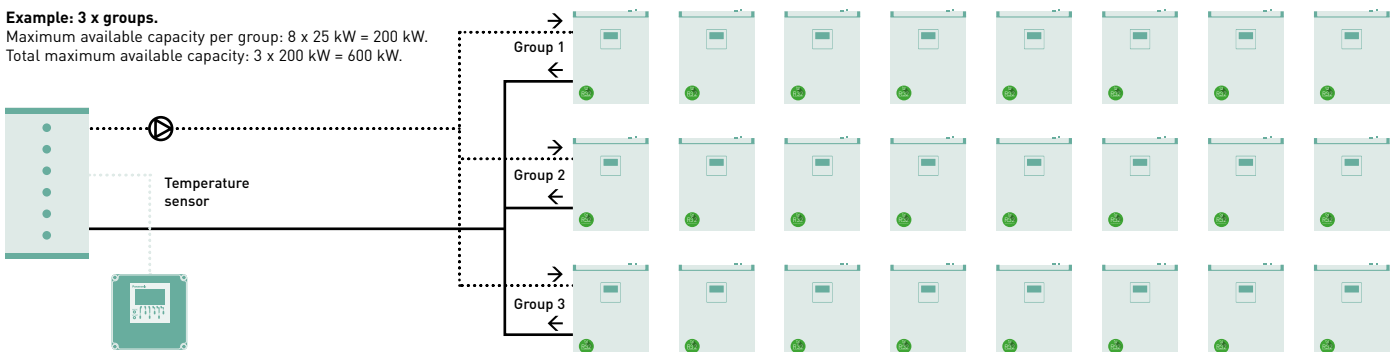 Example: 3 x groups.
Maximum available capacity per group: 8 x 25 kW = 200 kW.
Total maximum available capacity: 3 x 200 kW = 600 kW.
Group 1
Temperature
sensor
Group 2
Group 3